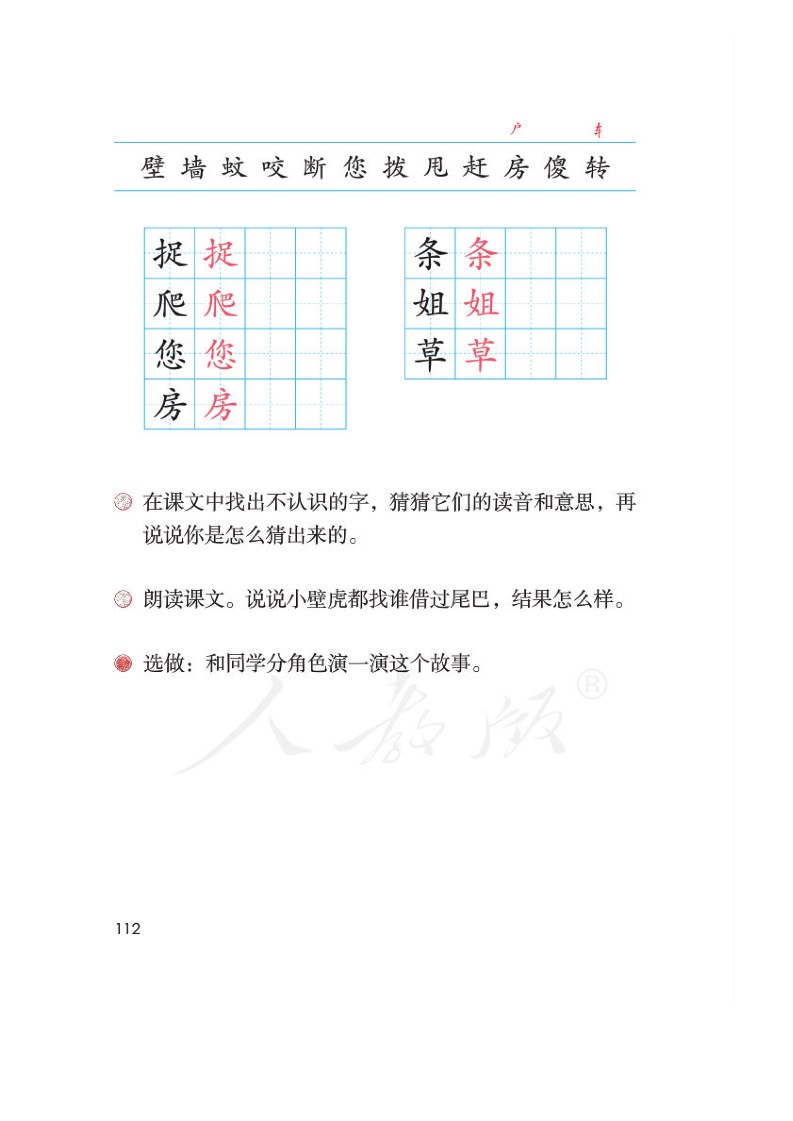 户 车
壁 墙 蚊 咬 断 您 拨 甩 赶 房 傻 转
捉 捉 条 条
爬 爬 姐 姐
您 您 草 草
房 房
在课文中找出不认识的字，猜猜它们的读音和意思，再
说说你是怎么猜出来的。
朗读课文。说说小壁虎都找谁借过尾巴，结果怎么样。
选做：和同学分角色演一演这个故事。
人教版®
112